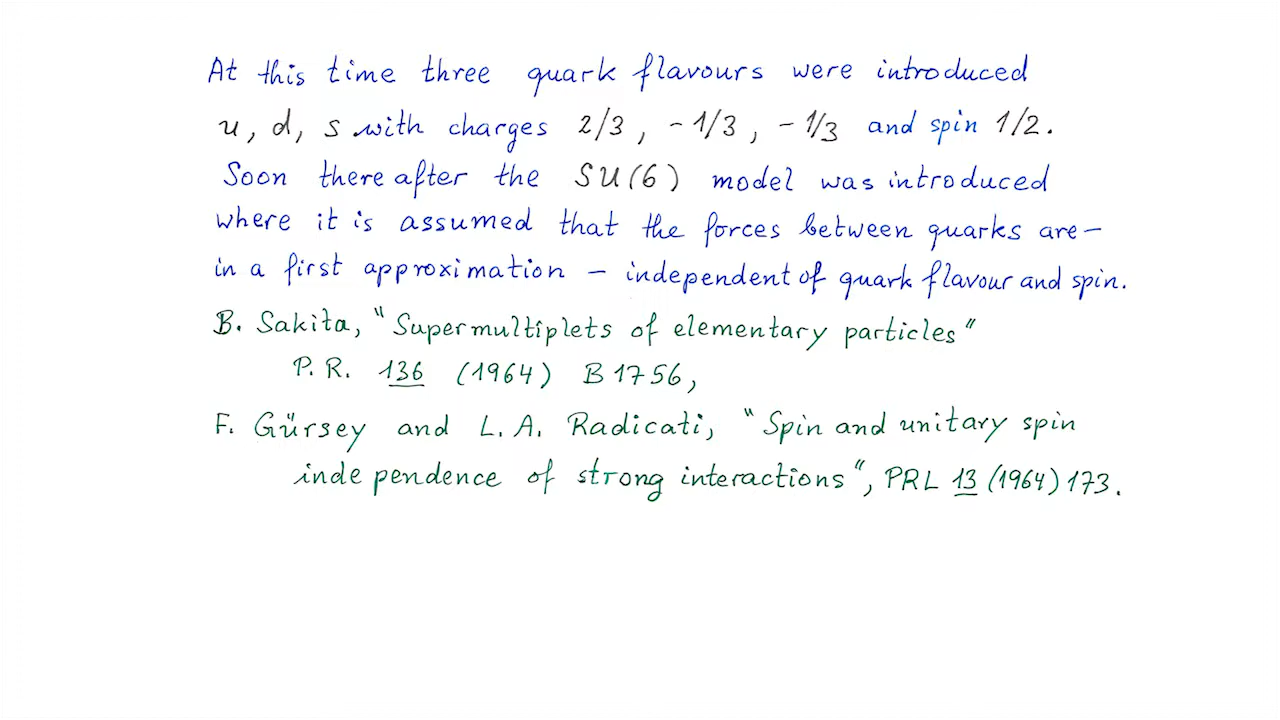 At this time three quark flavours were introduced
u, d, s with charges 2/3, -1/3, -1/3 and spin 1/2.
Soon there after the SU(6) model was introduced
where it is assumed that the forces between quarks are –
in a first approximation – independent of quark flavour and spin.
B. Sakita, "Supermultiplets of elementary particles"
P. R. 136 (1964) B 1756,
F. Gürsey and L. A. Radicati, "Spin and unitary spin
independence of strong interactions", PRL 13 (1964) 173.